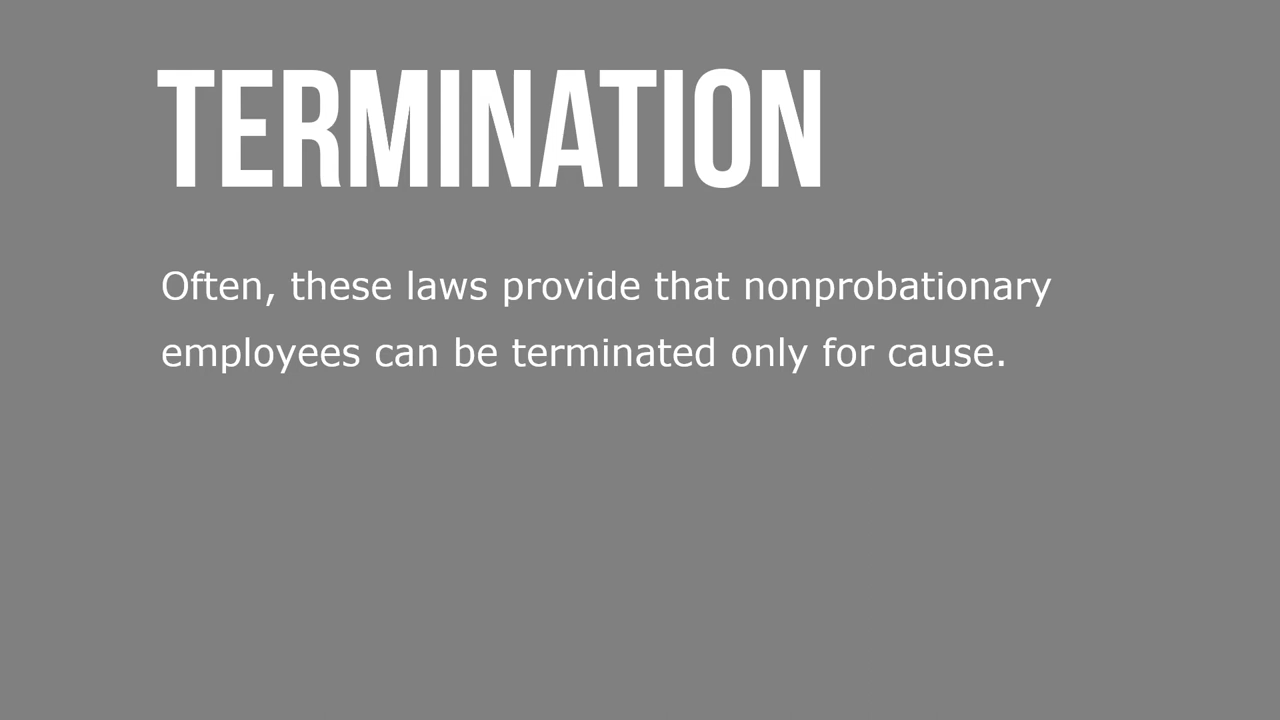 TERMINATION
Often, these laws provide that nonprobationary
employees can be terminated only for cause.